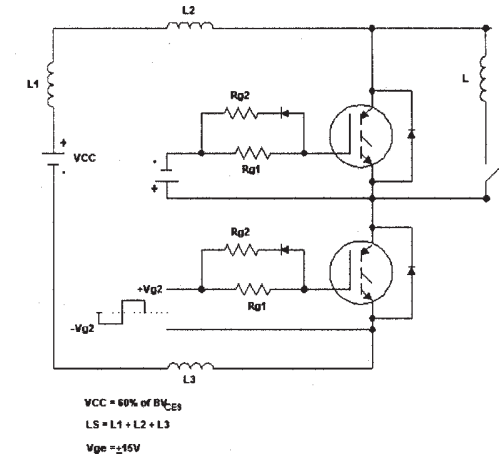 L2
L1
L
Rg2
+
VCC
-
-
+
Rg1
Rg2
+Vg2
Rg1
-Vg2
L3
VCC = 60% of BVCES
LS = L1 + L2 + L3
Vge = ±15V